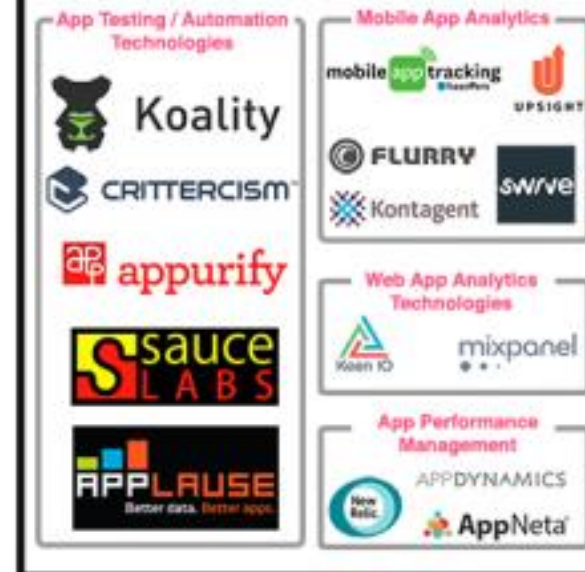 App Testing / Automation
Technologies
Koality
CRITTERCISM
app
appurify
sauce
LABS
APPLAUSE
Better data. Better apps.
Mobile App Analytics
mobile app tracking
UPSIGHT
FLURRY
swrve
Kontagent
Web App Analytics
Technologies
Keen IO
mixpanel
App Performance
Management
APPDYNAMICS
New
Relic.
AppNeta